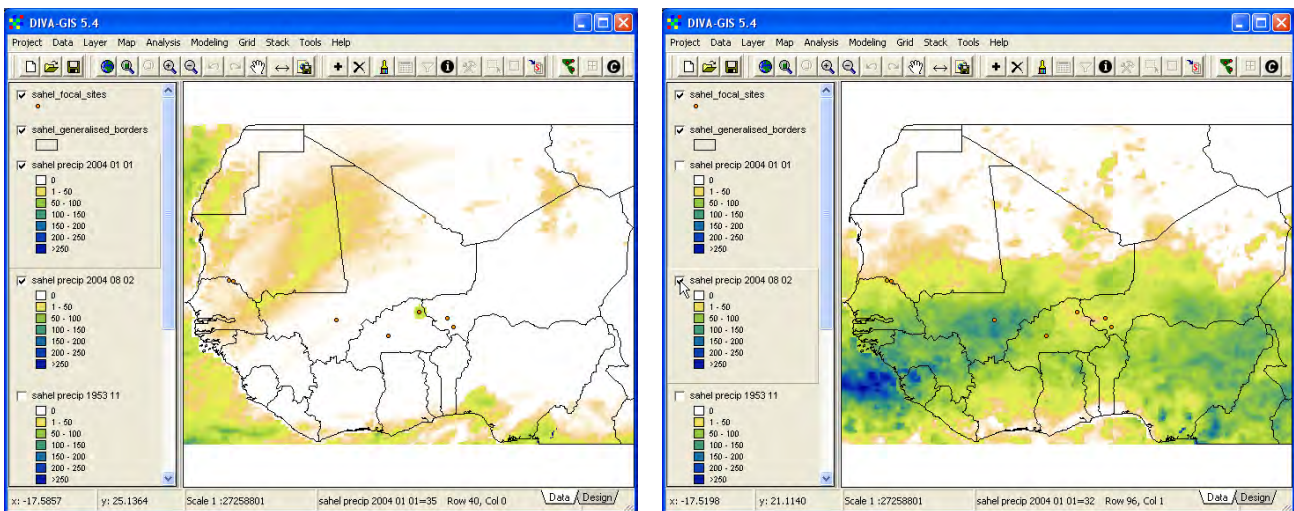 DIVA-GIS 5.4
Project Data Layer Map Analysis Modeling Grid Stack Tools Help
sahel_focal_sites
sahel_generalised_borders
sahel precip 2004 01 01
0
1 - 50
50 - 100
100 - 150
150 - 200
200 - 250
>250
sahel precip 2004 08 02
0
1 - 50
50 - 100
100 - 150
150 - 200
200 - 250
>250
sahel precip 1953 11
0
1 - 50
50 - 100
100 - 150
150 - 200
200 - 250
>250
x: -17.5857 y: 25.1364 Scale 1 :27258801 sahel precip 2004 01 01=35 Row 40, Col 0 Data Design
DIVA-GIS 5.4
Project Data Layer Map Analysis Modeling Grid Stack Tools Help
sahel_focal_sites
sahel_generalised_borders
sahel precip 2004 01 01
0
1 - 50
50 - 100
100 - 150
150 - 200
200 - 250
>250
sahel precip 2004 08 02
0
1 - 50
50 - 100
100 - 150
150 - 200
200 - 250
>250
sahel precip 1953 11
0
1 - 50
50 - 100
100 - 150
150 - 200
200 - 250
>250
x: -17.5198 y: 21.1140 Scale 1 :27258801 sahel precip 2004 01 01=32 Row 96, Col 1 Data Design